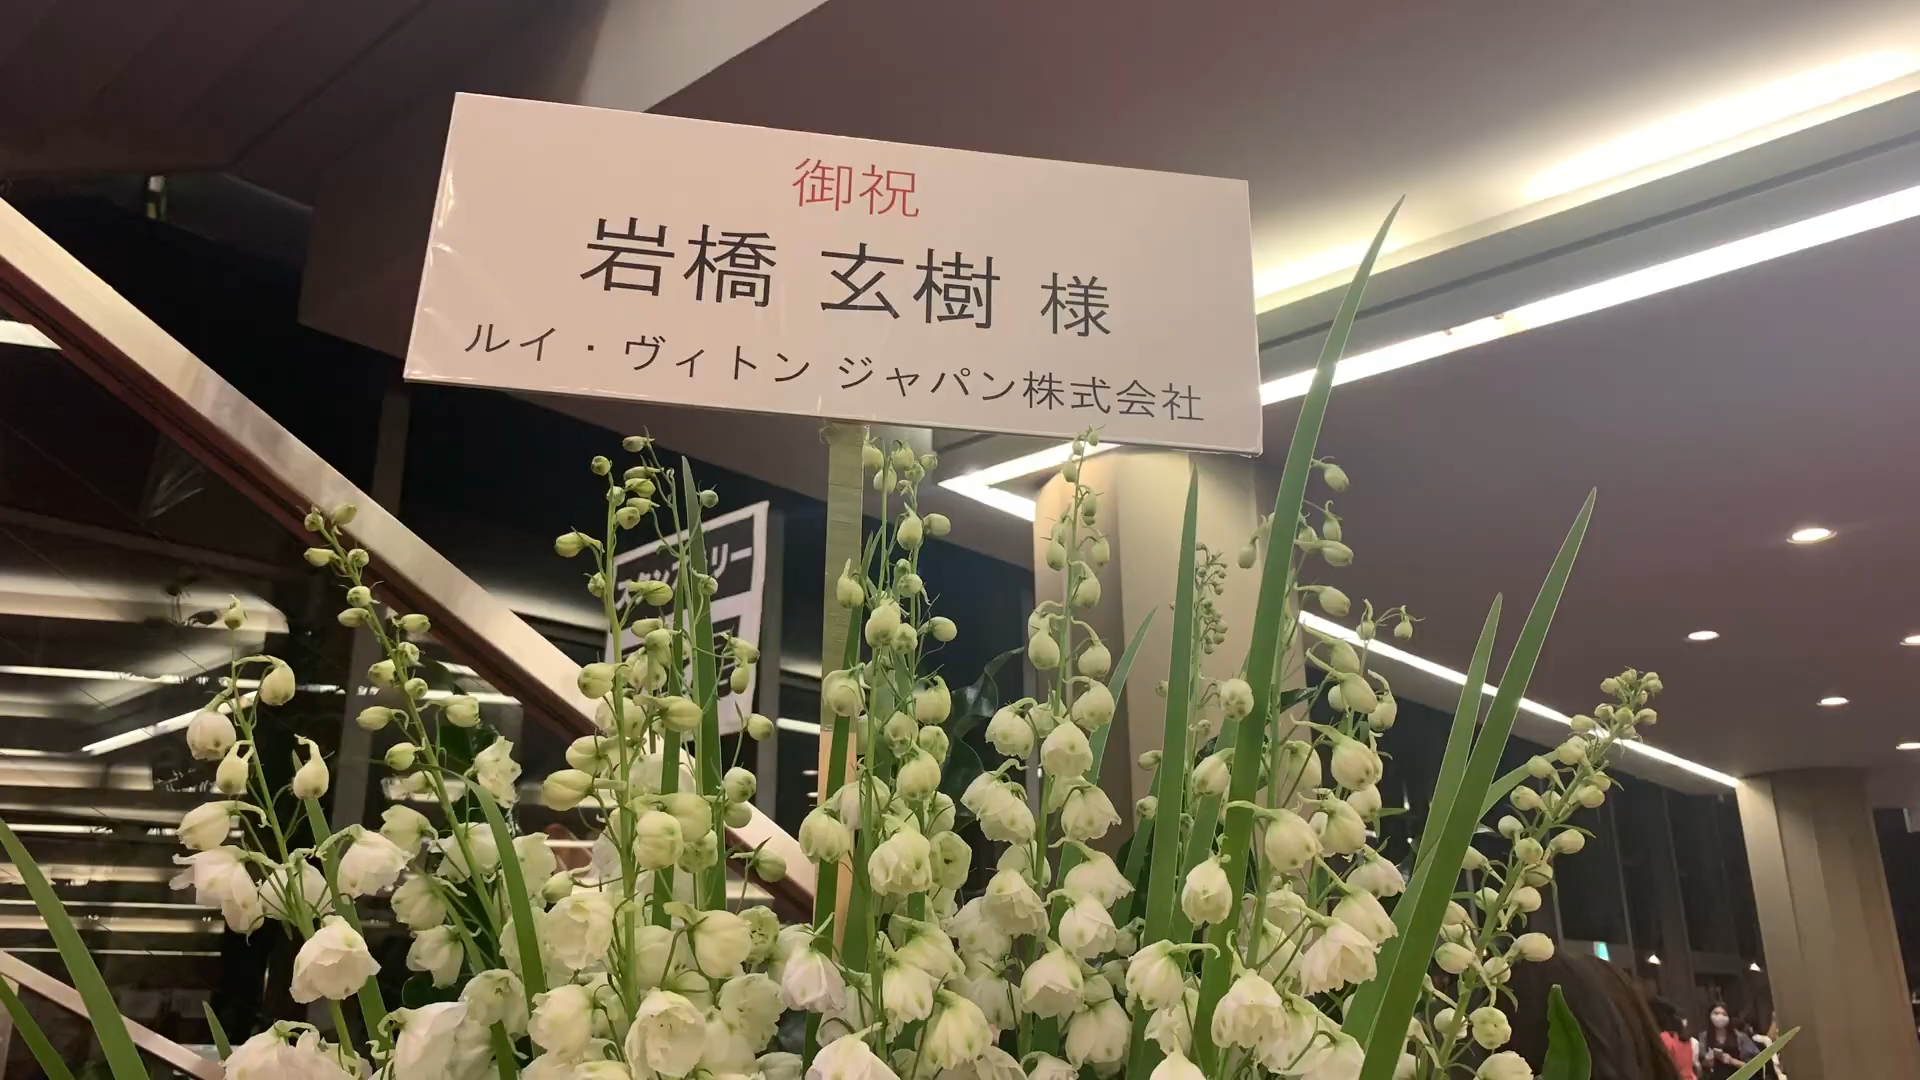 御祝
岩橋 玄樹 様
ルイ・ヴィトン ジャパン株式会社